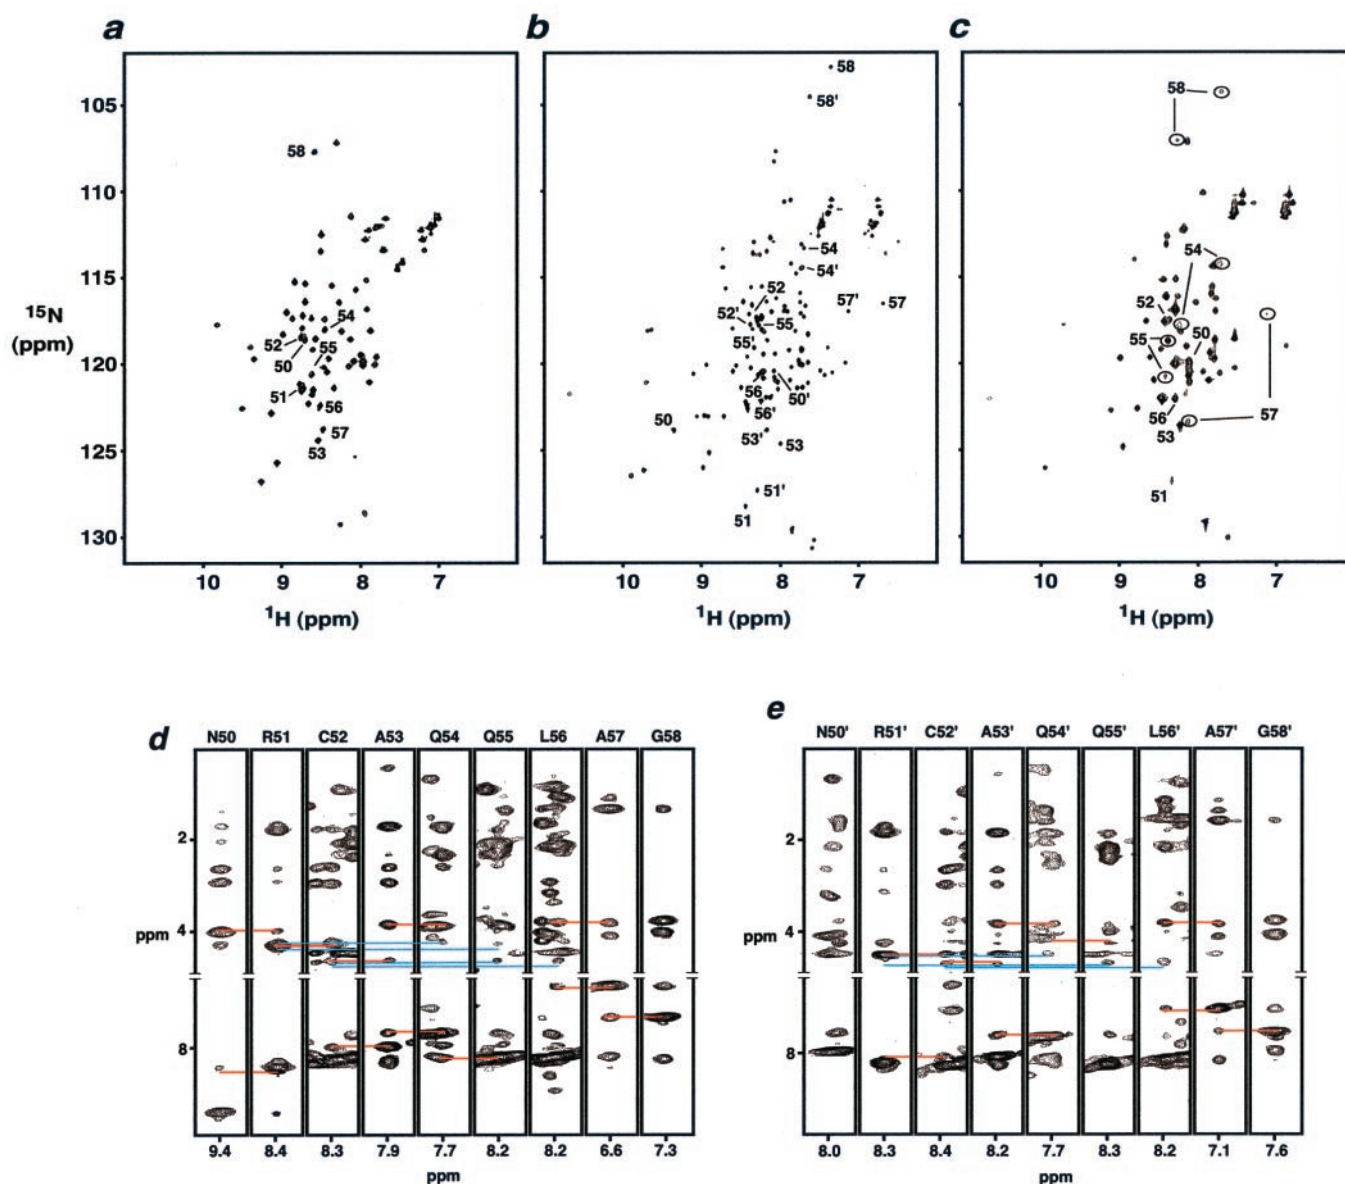 a
b
c
105
110
115
120
125
130
15N
(ppm)
58
54
52
50
55
51
56
57
53
10 9 8 7
1H (ppm)
58
58'
54
54'
57' 57
52
52'
55
55'
56
56'
50'
50
53'
53
51'
51
10 9 8 7
1H (ppm)
58
54
52
55
50
56
53
57
51
10 9 8 7
1H (ppm)
d
N50 R51 C52 A53 Q54 Q55 L56 A57 G58
2
ppm 4
8
9.4 8.4 8.3 7.9 7.7 8.2 8.2 6.6 7.3
ppm
e
N50' R51' C52' A53' Q54' Q55' L56' A57' G58'
2
ppm 4
8
8.0 8.3 8.4 8.2 7.7 8.3 8.2 7.1 7.6
ppm